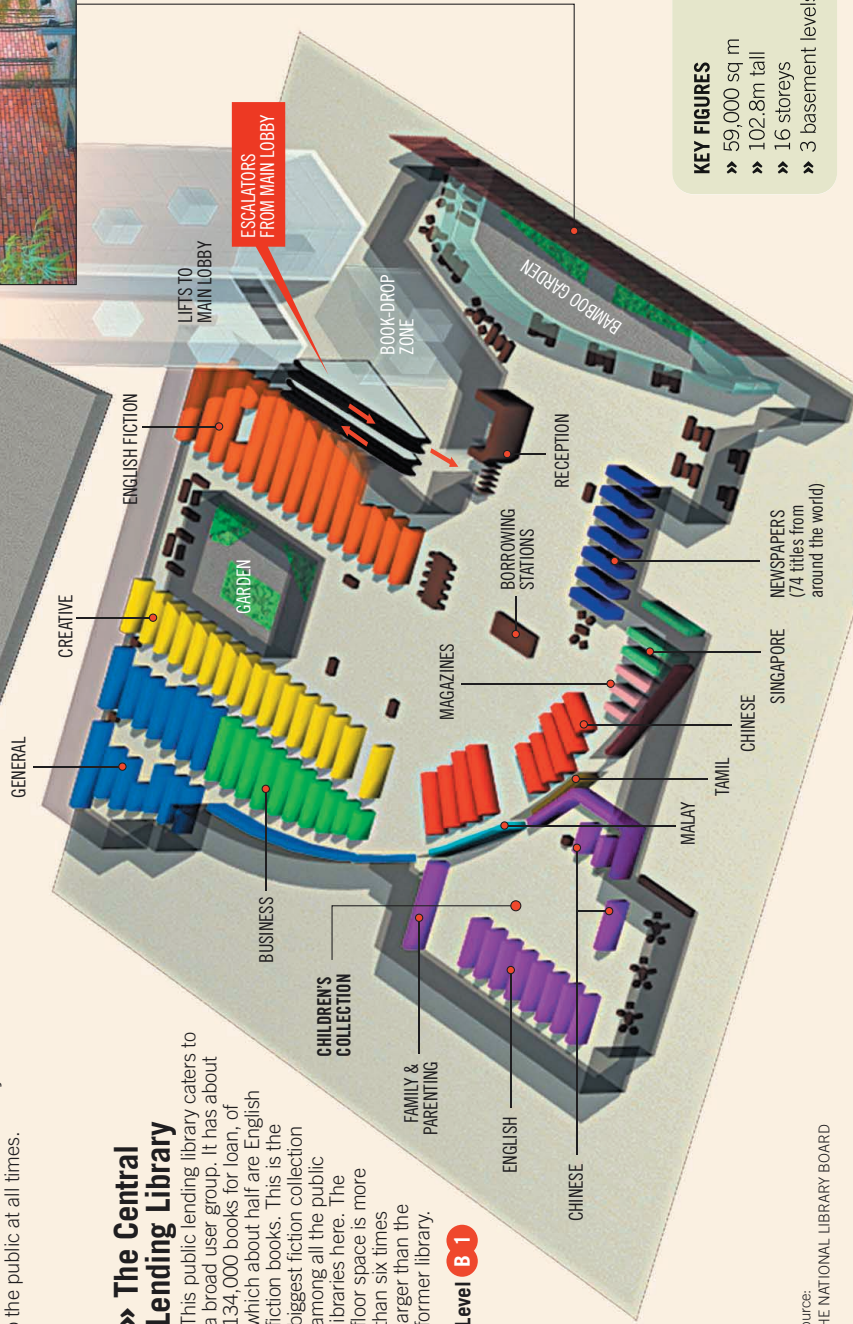 the public at all times.
» The Central
Lending Library
This public lending library caters to
a broad user group. It has about
134,000 books for loan, of
which about half are English
fiction books. This is the
biggest fiction collection
among all the public
libraries here. The
floor space is more
than six times
larger than the
former library.
Level B 1
GENERAL
CREATIVE
ENGLISH FICTION
LIFTS TO
MAIN LOBBY
ESCALATORS
FROM MAIN LOBBY
GARDEN
BOOK-DROP
ZONE
BAMBOO GARDEN
BUSINESS
CHILDREN'S
COLLECTION
FAMILY &
PARENTING
ENGLISH
CHINESE
MAGAZINES
BORROWING
STATIONS
RECEPTION
MALAY
TAMIL
CHINESE
SINGAPORE
NEWSPAPERS
(74 titles from
around the world)
KEY FIGURES
» 59,000 sq m
» 102.8m tall
» 16 storeys
» 3 basement levels
ource:
HE NATIONAL LIBRARY BOARD